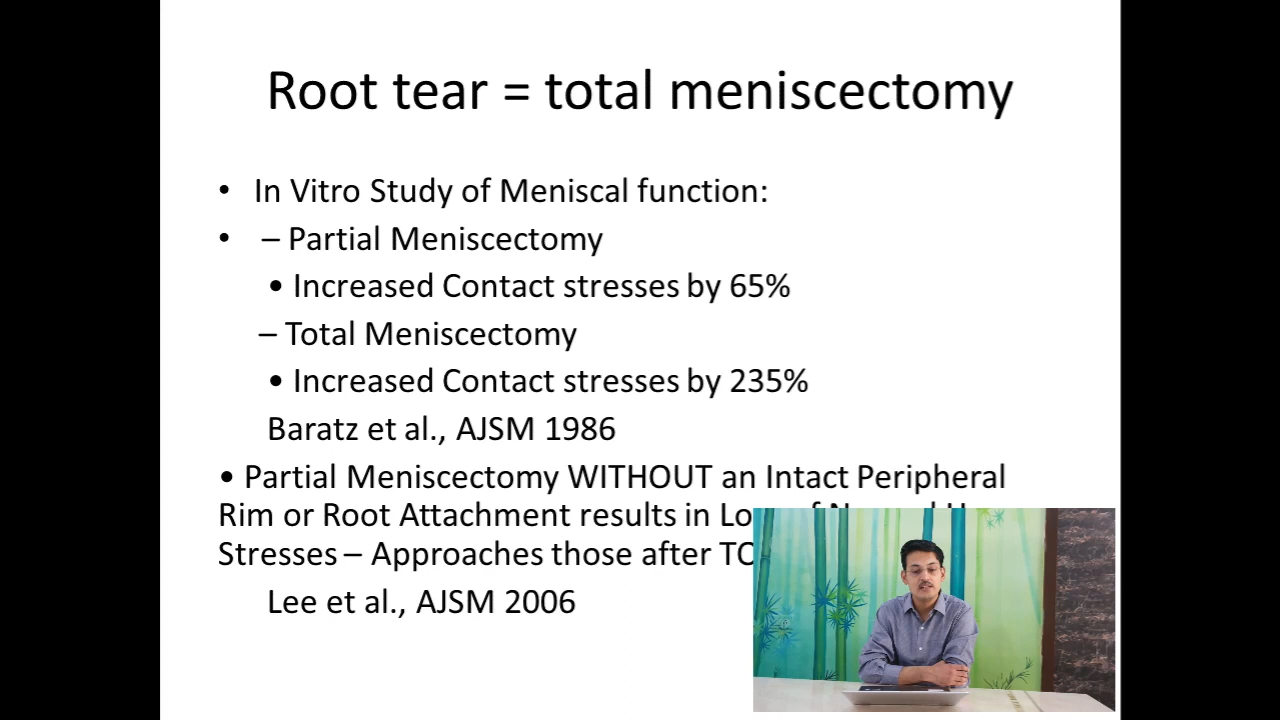 Root tear = total meniscectomy
• In Vitro Study of Meniscal function:
• – Partial Meniscectomy
• Increased Contact stresses by 65%
– Total Meniscectomy
• Increased Contact stresses by 235%
Baratz et al., AJSM 1986
• Partial Meniscectomy WITHOUT an Intact Peripheral
Rim or Root Attachment results in
Stresses – Approaches those after
Lee et al., AJSM 2006